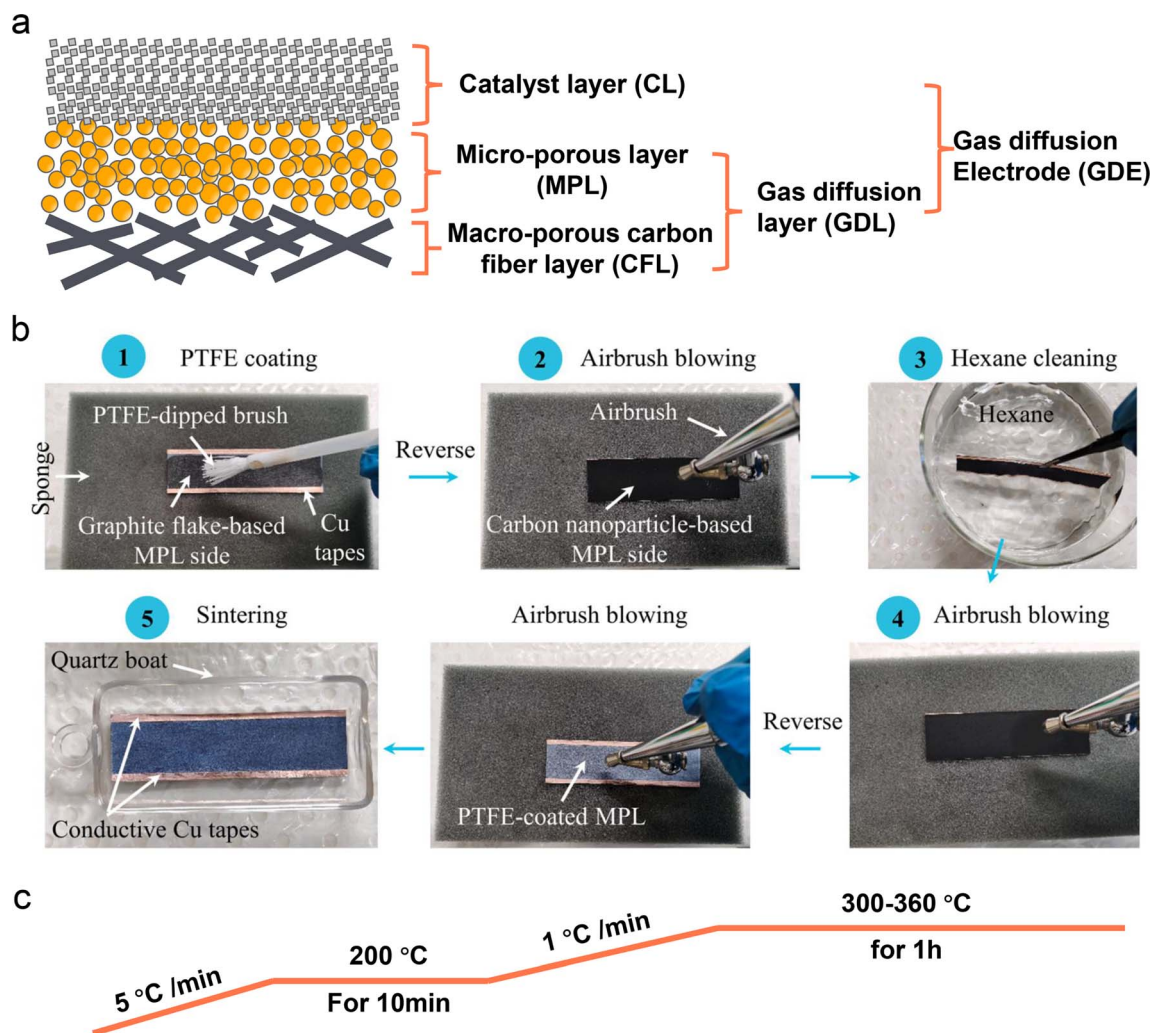 a
Catalyst layer (CL)
Micro-porous layer
(MPL)
Macro-porous carbon
fiber layer (CFL)
Gas diffusion
layer (GDL)
Gas diffusion
Electrode (GDE)
b
1
PTFE coating
PTFE-dipped brush
Sponge
Graphite flake-based
MPL side
Cu
tapes
Reverse
2
Airbrush blowing
Airbrush
Carbon nanoparticle-based
MPL side
3
Hexane cleaning
Hexane
4
Airbrush blowing
Reverse
Airbrush blowing
PTFE-coated MPL
5
Sintering
Quartz boat
Conductive Cu tapes
c
5 °C /min
200 °C
For 10min
1 °C /min
300-360 °C
for 1h